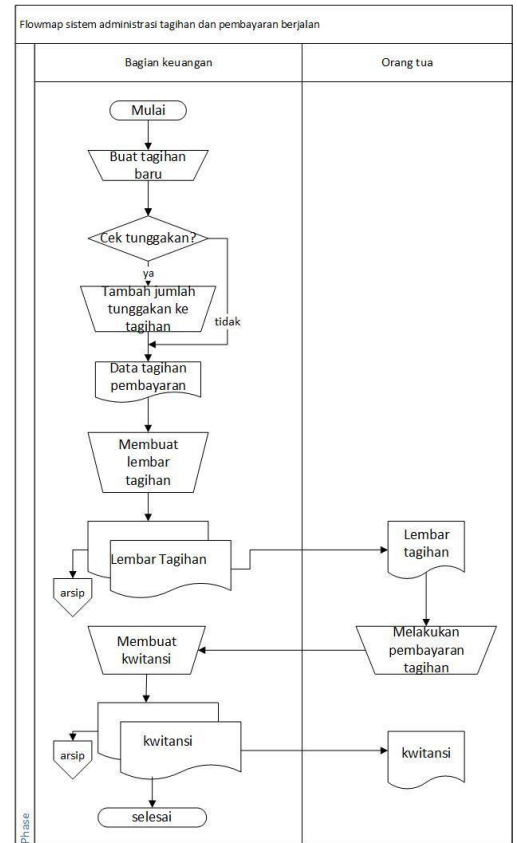 Flowmap sistem administrasi tagihan dan pembayaran berjalan
Bagian keuangan
Orang tua
Mulai
Buat tagihan
baru
Cek tunggakan?
ya
Tambah jumlah
tunggakan ke
tagihan
tidak
Data tagihan
pembayaran
Membuat
lembar
tagihan
Lembar Tagihan
arsip
Lembar
tagihan
Melakukan
pembayaran
tagihan
Membuat
kwitansi
kwitansi
arsip
kwitansi
selesai
Phase